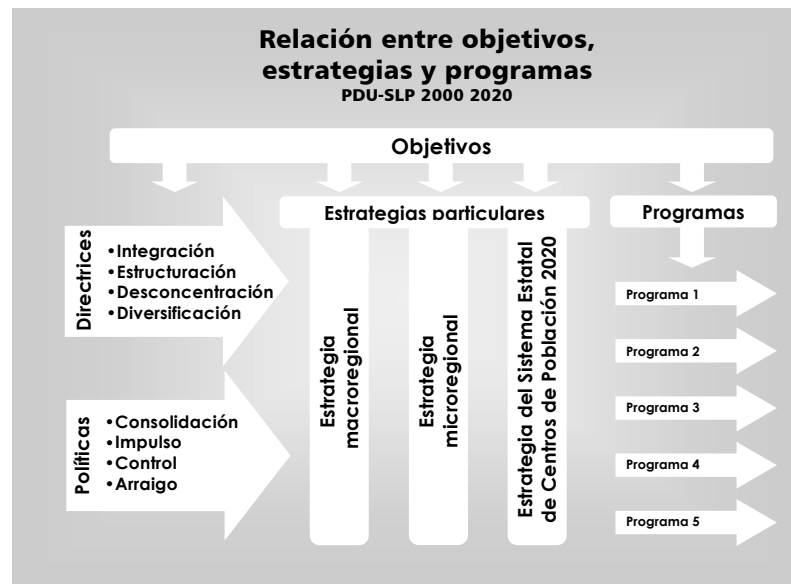 Relación entre objetivos,
estrategias y programas
PDU-SLP 2000 2020
Objetivos
Directrices
•Integración
•Estructuración
•Desconcentración
•Diversificación
Políticas
•Consolidación
•Impulso
•Control
•Arraigo
Estrategias particulares
Estrategia
macroregional
Estrategia
microregional
Estrategia del Sistema Estatal
de Centros de Población 2020
Programas
Programa 1
Programa 2
Programa 3
Programa 4
Programa 5